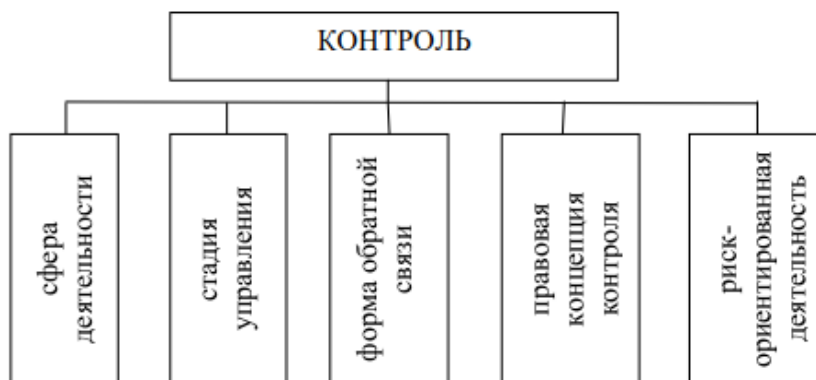 КОНТРОЛЬ
сфера
деятельности
стадия
управления
форма обратной
связи
правовая
концепция
контроля
риск-
ориентированная
деятельность